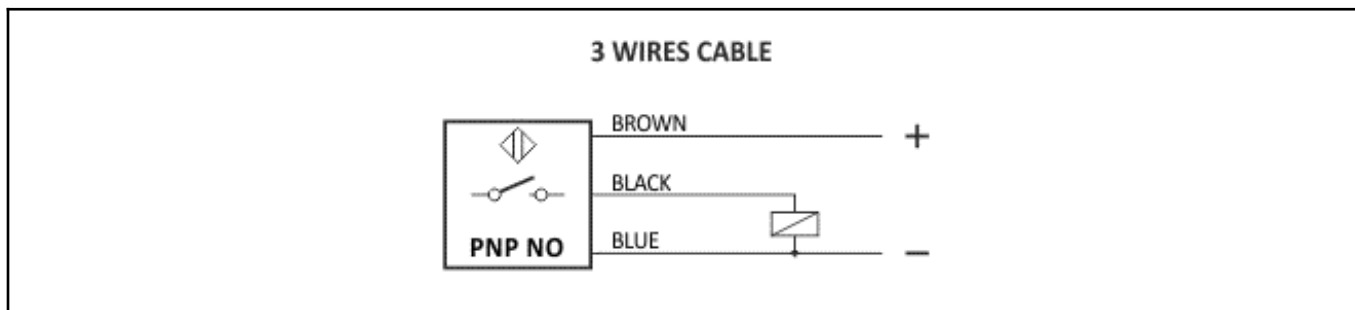 3 WIRES CABLE
BROWN
+
BLACK
PNP NO
BLUE
−